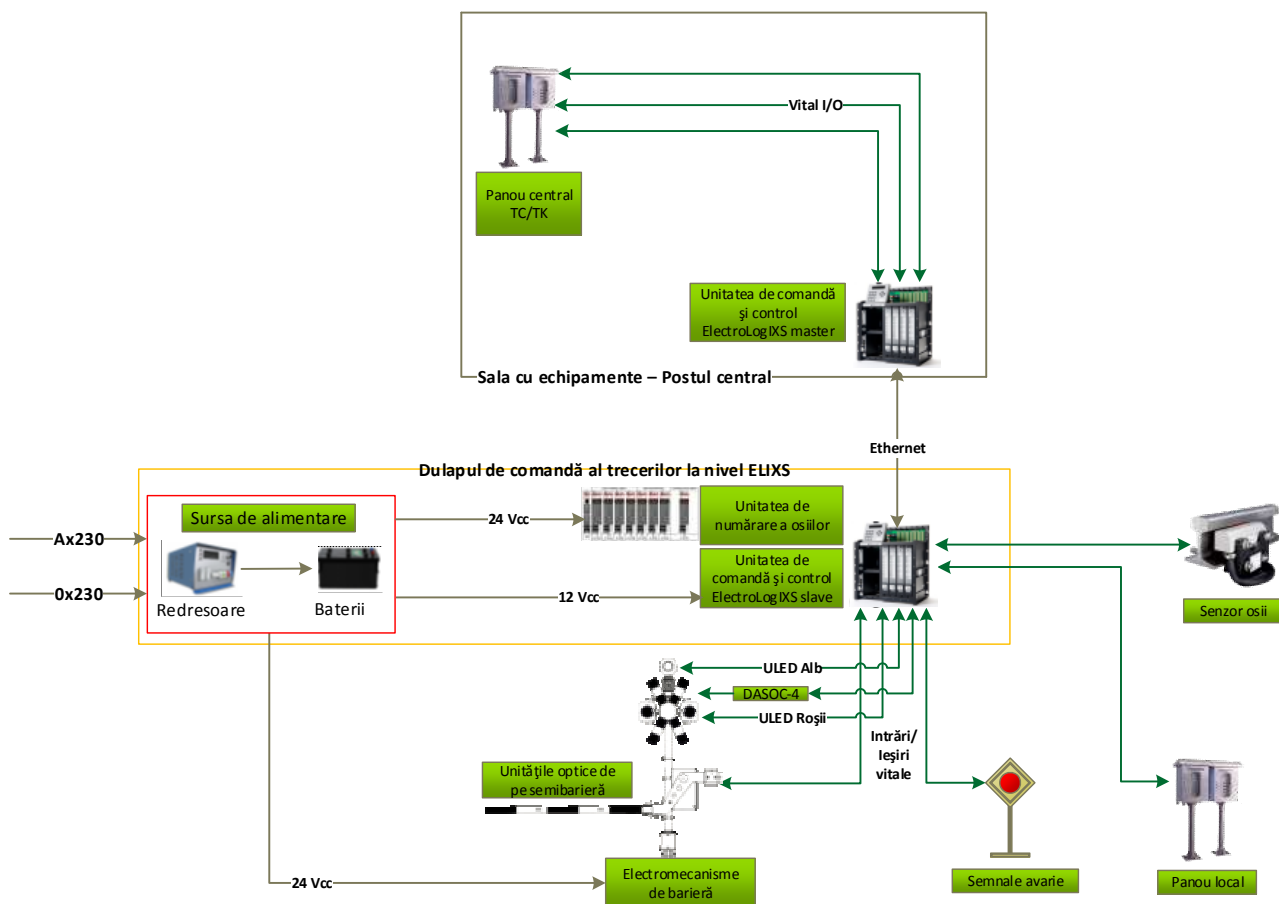 Vital I/O
Panou central
TC/TK
Unitatea de comandă
şi control
ElectroLogIXS master
Sala cu echipamente – Postul central
Ethernet
Dulapul de comandă al trecerilor la nivel ELIXS
Sursa de alimentare
24 Vcc
Unitatea de
numărare a osiilor
Ax230
0x230
Redresoare
Baterii
12 Vcc
Unitatea de
comandă şi control
ElectroLogIXS slave
Senzor osii
ULED Alb
DASOC-4
ULED Roşii
Intrări/
Ieşiri
vitale
Unităţile optice de
pe semibarieră
24 Vcc
Electromecanisme
de barieră
Semnale avarie
Panou local